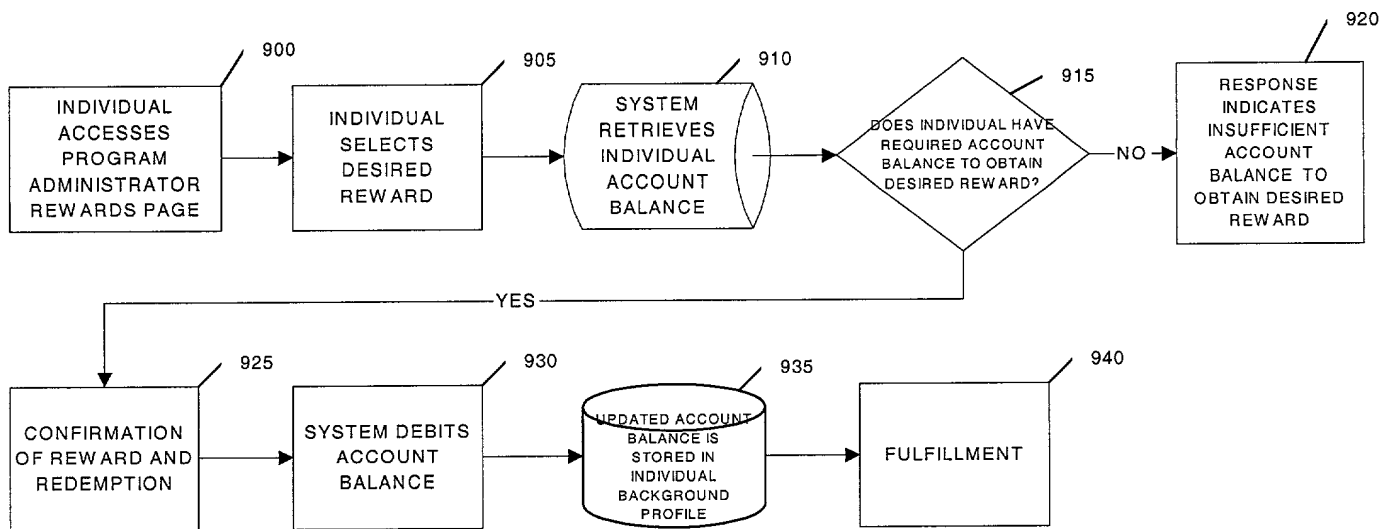 900
INDIVIDUAL
ACCESSES
PROGRAM
ADMINISTRATOR
REWARDS PAGE
905
INDIVIDUAL
SELECTS
DESIRED
REWARD
910
SYSTEM
RETRIEVES
INDIVIDUAL
ACCOUNT
BALANCE
915
DOES INDIVIDUAL HAVE
REQUIRED ACCOUNT
BALANCE TO OBTAIN
DESIRED REWARD?
NO
920
RESPONSE
INDICATES
INSUFFICIENT
ACCOUNT
BALANCE TO
OBTAIN DESIRED
REWARD
YES
925
CONFIRMATION
OF REWARD AND
REDEMPTION
930
SYSTEM DEBITS
ACCOUNT
BALANCE
935
UPDATED ACCOUNT
BALANCE IS
STORED IN
INDIVIDUAL
BACKGROUND
PROFILE
940
FULFILLMENT